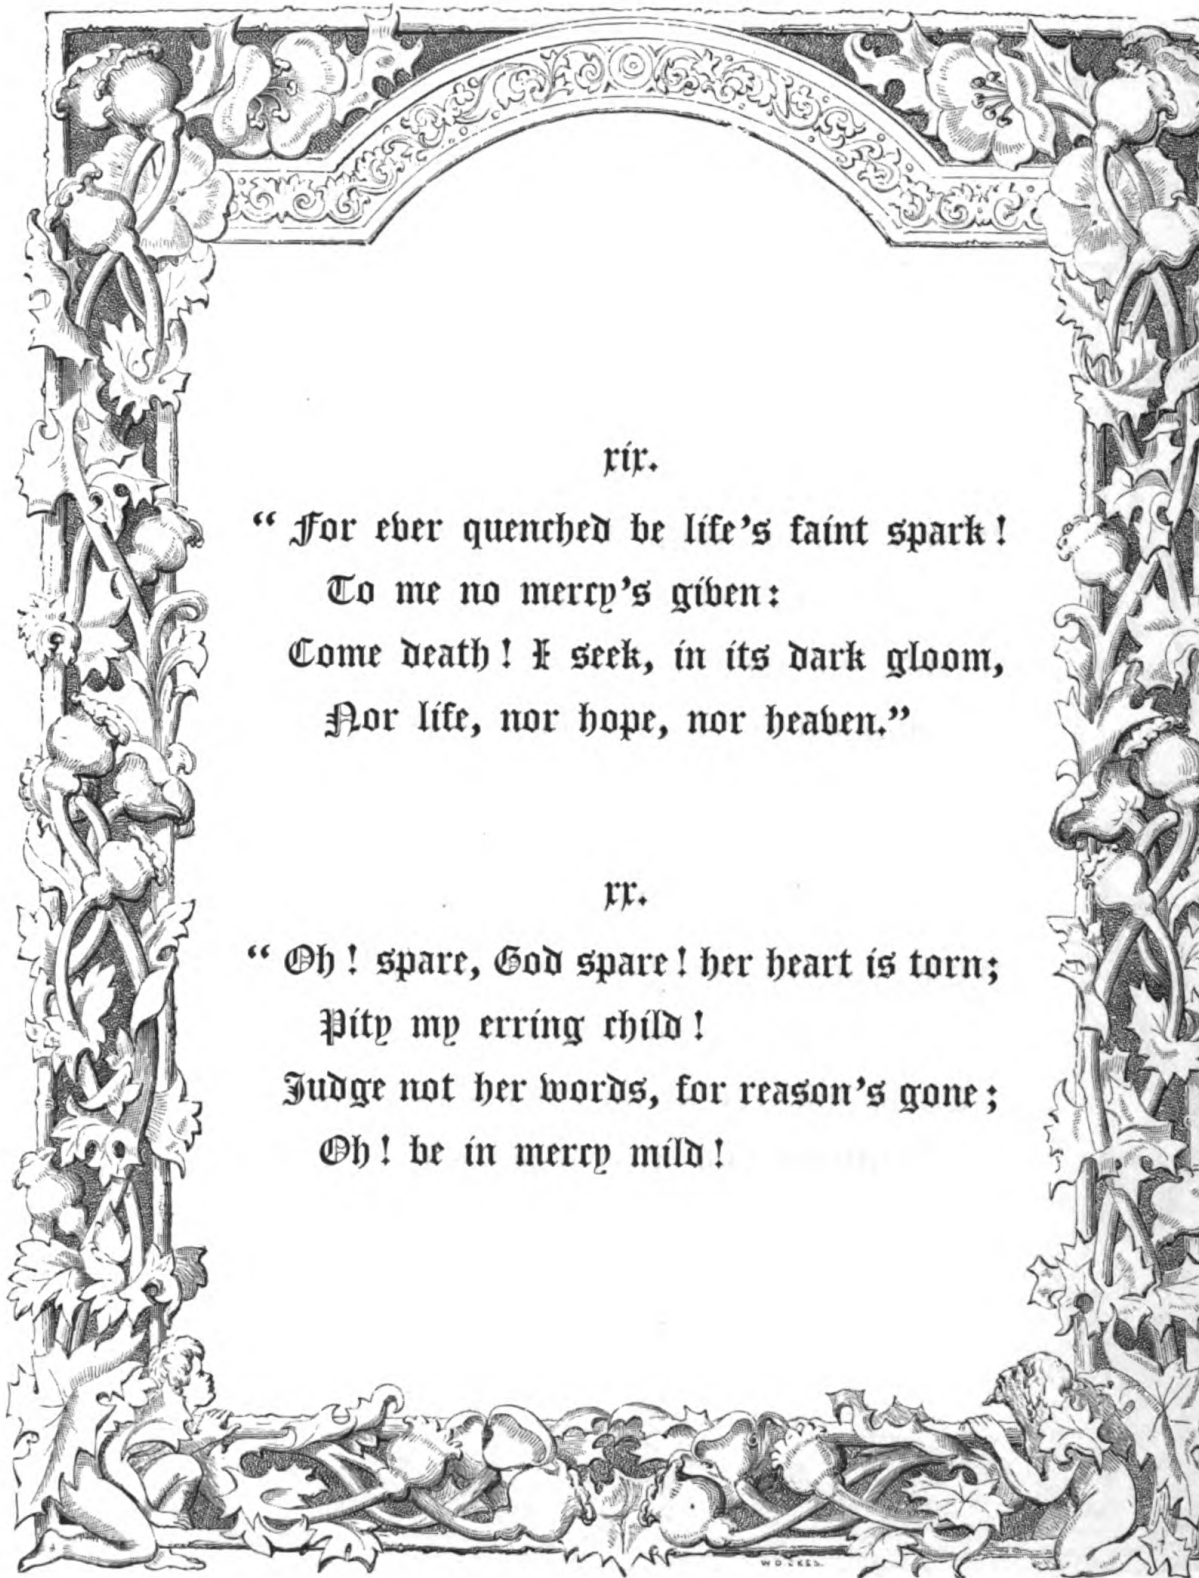 xix.
“ For ever quenched be life’s faint spark !
To me no mercy’s given:
Come death ! I seek, in its dark gloom,
Nor life, nor hope, nor heaven.”
xx.
“ Oh ! spare, God spare ! her heart is torn;
Pity my erring child !
Judge not her words, for reason’s gone ;
Oh ! be in mercy mild !